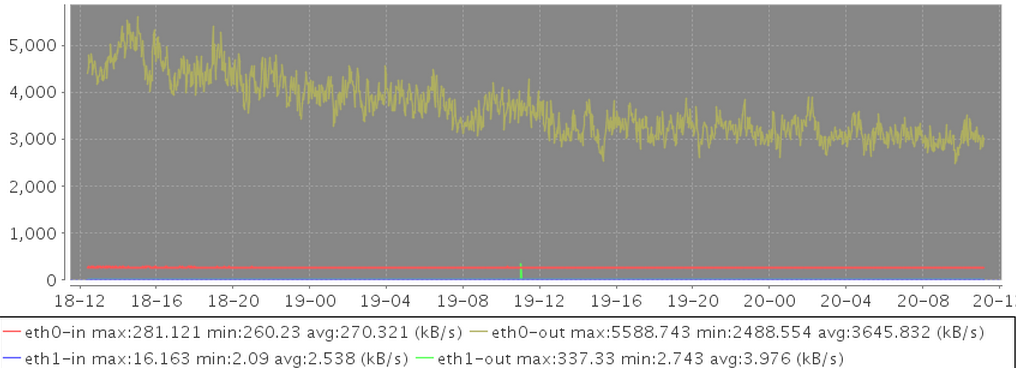 5,000
4,000
3,000
2,000
1,000
0
18-12 18-16 18-20 19-00 19-04 19-08 19-12 19-16 19-20 20-00 20-04 20-08
eth0-in max:281.121 min:260.23 avg:270.321 (kB/s) eth0-out max:5588.743 min:2488.554 avg:3645.832 (kB/s)
eth1-in max:16.163 min:2.09 avg:2.538 (kB/s) eth1-out max:337.33 min:2.743 avg:3.976 (kB/s)